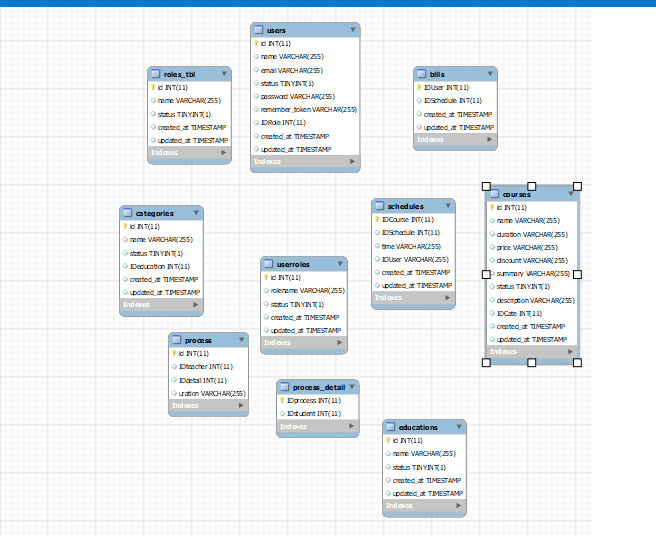 users
id INT(11)
name VARCHAR(255)
email VARCHAR(255)
status TINYINT(1)
password VARCHAR(255)
remember_token VARCHAR(255)
IDRole INT(11)
created_at TIMESTAMP
updated_at TIMESTAMP
Indexes
roles_tbl
id INT(11)
name VARCHAR(255)
status TINYINT(1)
created_at TIMESTAMP
updated_at TIMESTAMP
Indexes
bills
IDUser INT(11)
IDSchedule INT(11)
created_at TIMESTAMP
updated_at TIMESTAMP
Indexes
courses
id INT(11)
name VARCHAR(255)
duration VARCHAR(255)
price VARCHAR(255)
discount VARCHAR(255)
summary VARCHAR(255)
status TINYINT(1)
description VARCHAR(255)
IDCate INT(11)
created_at TIMESTAMP
updated_at TIMESTAMP
Indexes
categories
id INT(11)
name VARCHAR(255)
status TINYINT(1)
IDeducation INT(11)
created_at TIMESTAMP
updated_at TIMESTAMP
Indexes
schedules
IDCourse INT(11)
IDSchedule INT(11)
time VARCHAR(255)
IDUser VARCHAR(255)
created_at TIMESTAMP
updated_at TIMESTAMP
Indexes
userroles
id INT(11)
rolename VARCHAR(255)
status TINYINT(1)
created_at TIMESTAMP
updated_at TIMESTAMP
Indexes
process
id INT(11)
IDteacher INT(11)
IDdetail INT(11)
uration VARCHAR(255)
Indexes
process_detail
IDprocess INT(11)
IDstudent INT(11)
Indexes
educations
id INT(11)
name VARCHAR(255)
status TINYINT(1)
created_at TIMESTAMP
updated_at TIMESTAMP
Indexes